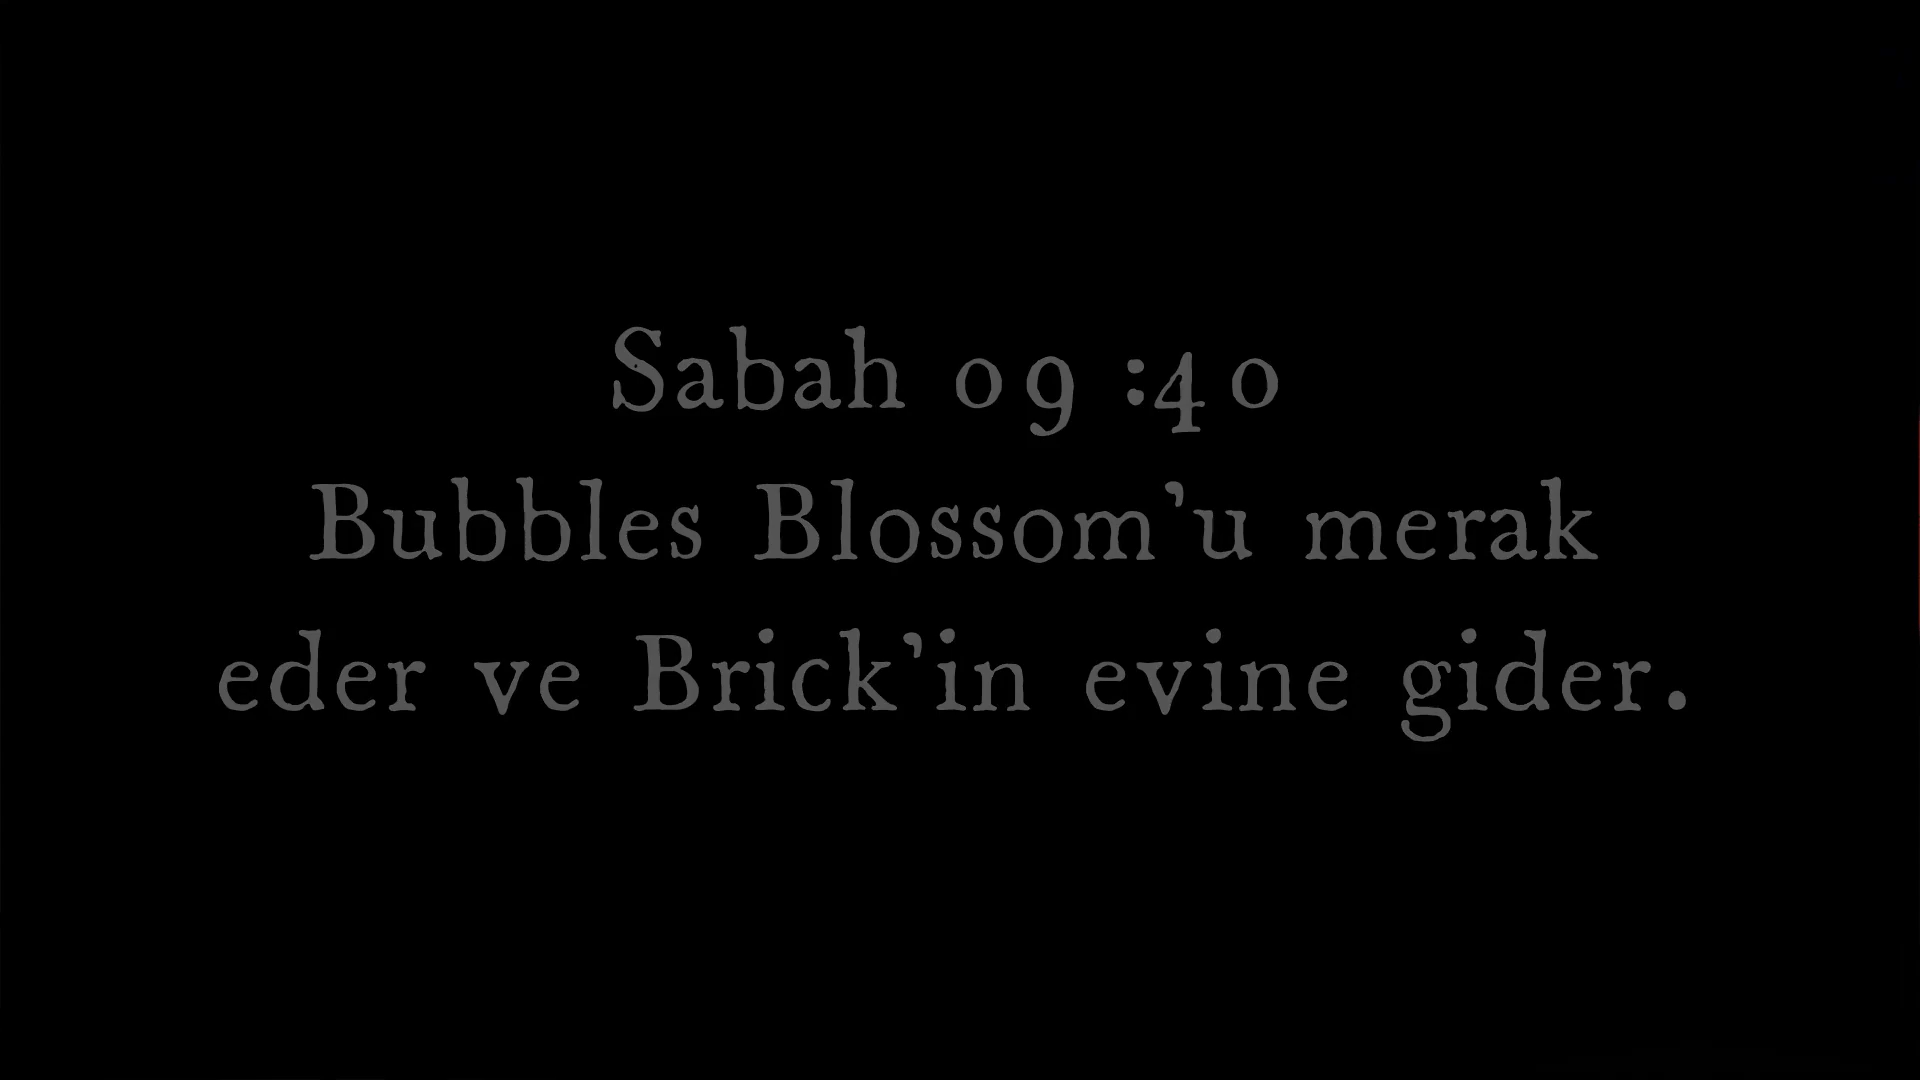 Sabah 09 :40
Bubbles Blossom’u merak
eder ve Brick’in evine gider.